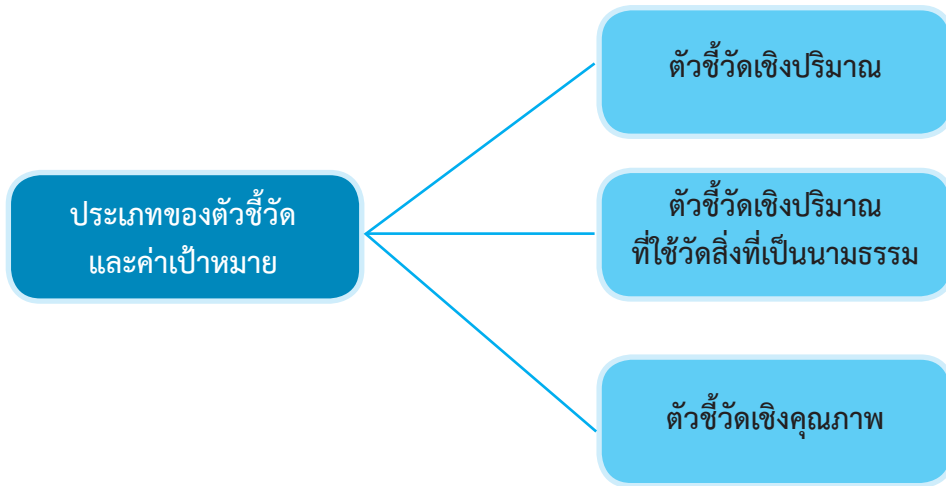 ประเภทของตัวชี้วัด
และค่าเป้าหมาย
ตัวชี้วัดเชิงปริมาณ
ตัวชี้วัดเชิงปริมาณ
ที่ใช้วัดสิ่งที่เป็นนามธรรม
ตัวชี้วัดเชิงคุณภาพ